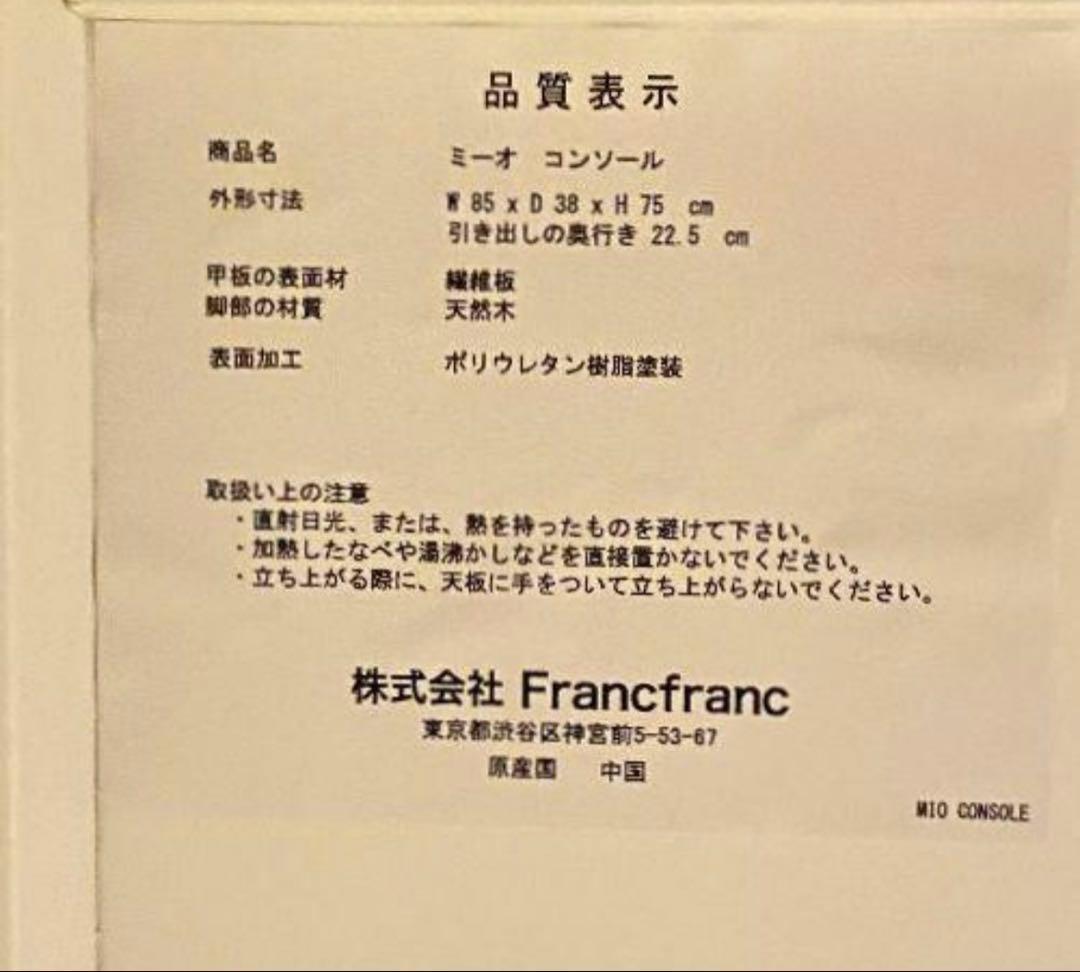 品質表示
商品名 ミーオ コンソール
外形寸法 W 85 x D 38 x H 75 cm
引き出しの奥行き 22.5 cm
甲板の表面材 繊維板
脚部の材質 天然木
表面加工 ポリウレタン樹脂塗装
取扱い上の注意
・直射日光、または、熱を持ったものを避けて下さい。
・加熱したなべや湯沸かしなどを直接置かないでください。
・立ち上がる際に、天板に手をついて立ち上がらないでください。
株式会社 Francfranc
東京都渋谷区神宮前5-53-67
原産国 中国
MIO CONSOLE